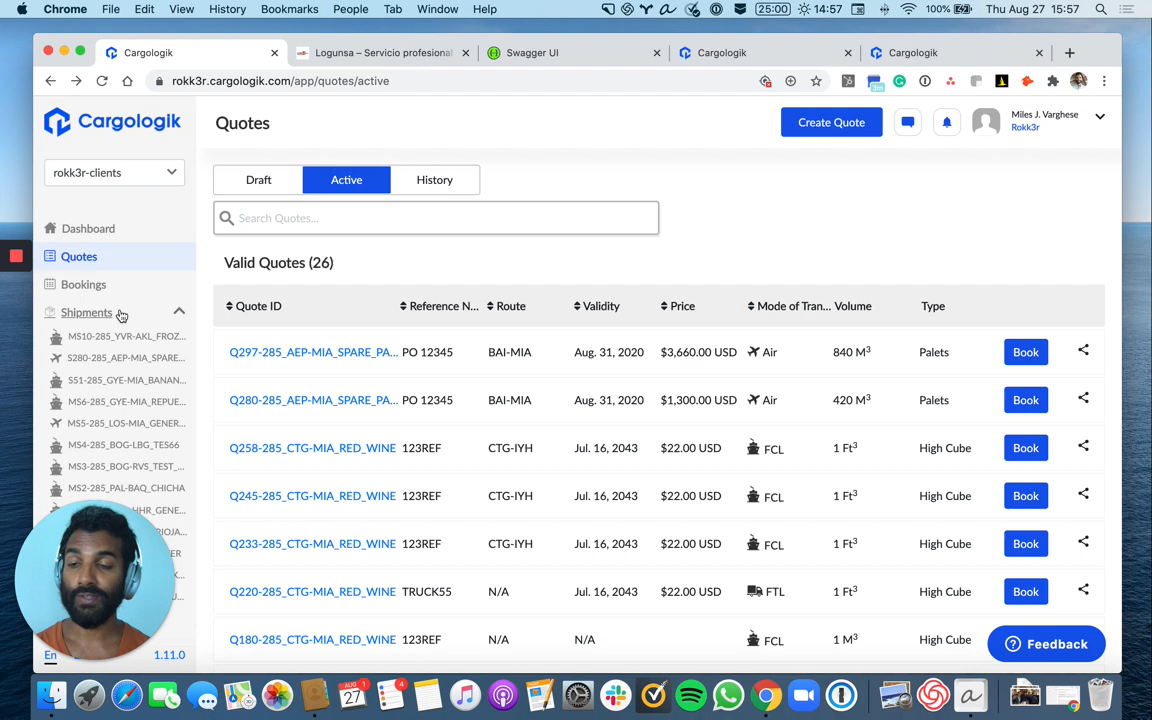 Chrome File Edit View History Bookmarks People Tab Window Help 25:00 14:57 100% Thu Aug 27 15:57
Cargologik Logunsa – Servicio profesional Swagger UI Cargologik Cargologik
rokk3r.cargologik.com/app/quotes/active
Cargologik
Quotes
Create Quote
Miles J. Varghese
Rokk3r
rokk3r-clients
Draft Active History
Search Quotes...
Dashboard
Quotes
Bookings
Shipments
MS10-285_YVR-AKL_FROZ...
S280-285_AEP-MIA_SPARE...
S51-285_GYE-MIA_BANAN...
MS6-285_GYE-MIA_REPUE...
MS5-285_LOS-MIA_GENER...
MS4-285_BOG-LBG_TES66
MS3-285_BOG-RVS_TEST_...
MS2-285_PAL-BAQ_CHICHA
En
1.11.0
Valid Quotes (26)
Quote ID Reference N... Route Validity Price Mode of Tran... Volume Type
Q297-285_AEP-MIA_SPARE_PA... PO 12345 BAI-MIA Aug. 31, 2020 $3,660.00 USD Air 840 M³ Palets Book
Q280-285_AEP-MIA_SPARE_PA... PO 12345 BAI-MIA Aug. 31, 2020 $1,300.00 USD Air 420 M³ Palets Book
Q258-285_CTG-MIA_RED_WINE 123REF CTG-IYH Jul. 16, 2043 $22.00 USD FCL 1 Ft³ High Cube Book
Q245-285_CTG-MIA_RED_WINE 123REF CTG-IYH Jul. 16, 2043 $22.00 USD FCL 1 Ft³ High Cube Book
Q233-285_CTG-MIA_RED_WINE 123REF CTG-IYH Jul. 16, 2043 $22.00 USD FCL 1 Ft³ High Cube Book
Q220-285_CTG-MIA_RED_WINE TRUCK55 N/A Jul. 16, 2043 $22.00 USD FTL 1 Ft³ High Cube Book
Q180-285_CTG-MIA_RED_WINE 123REF N/A N/A FCL 1 M³ High Cube
Feedback